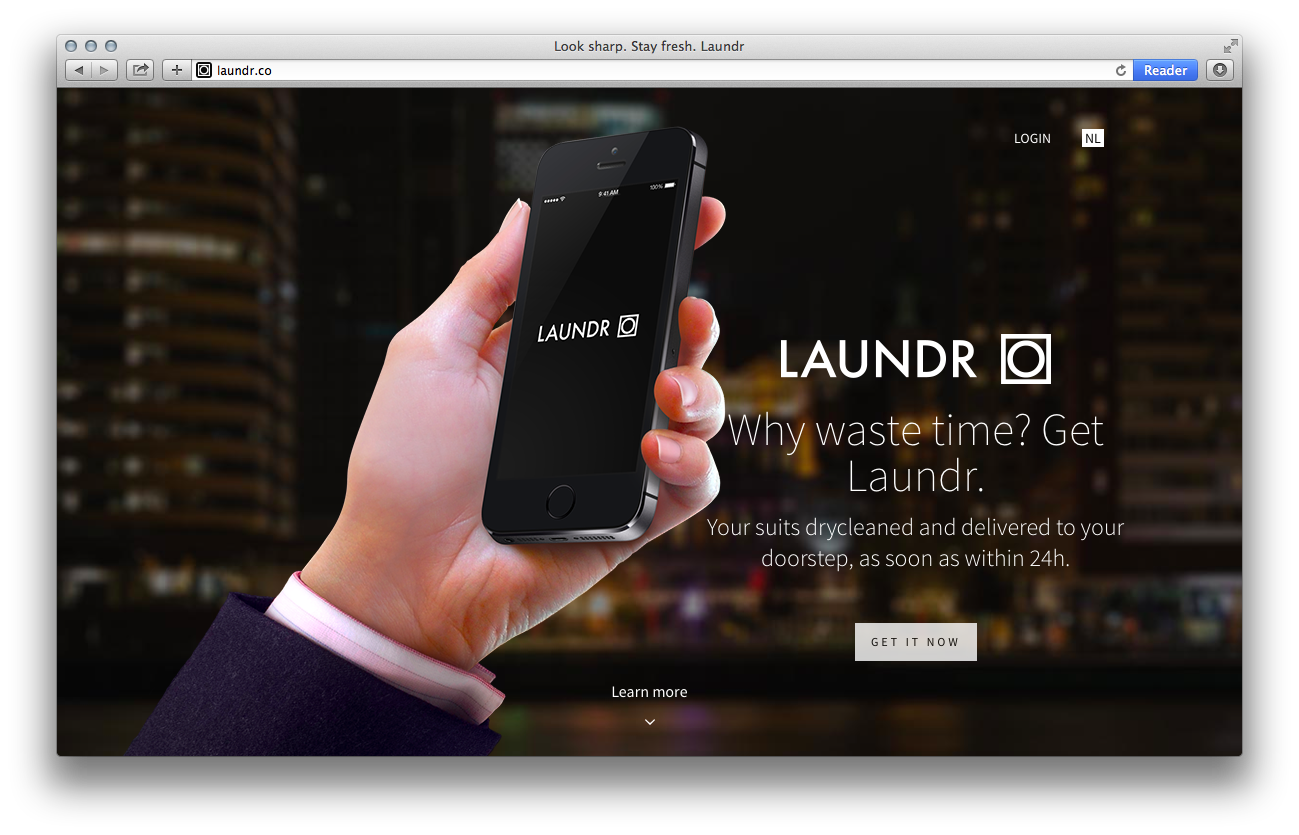 Look sharp. Stay fresh. Laundr
laundr.co
Reader
LOGIN
NL
9:41 AM
100%
LAUNDR
LAUNDR
Why waste time? Get
Laundr.
Your suits drycleaned and delivered to your
doorstep, as soon as within 24h.
GET IT NOW
Learn more